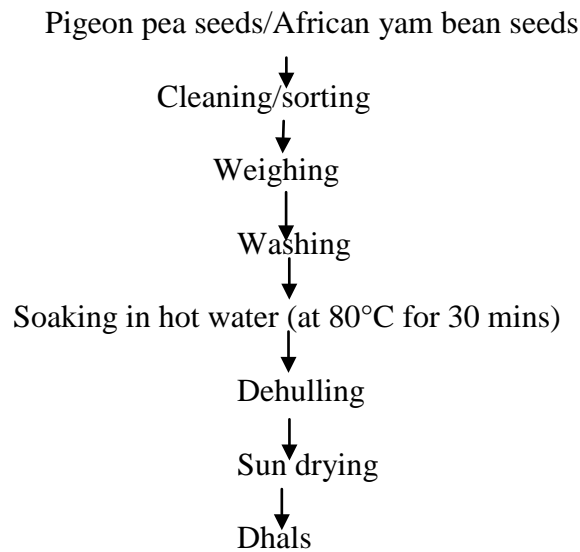 Pigeon pea seeds/African yam bean seeds
Cleaning/sorting
Weighing
Washing
Soaking in hot water (at 80°C for 30 mins)
Dehulling
Sun drying
Dhals